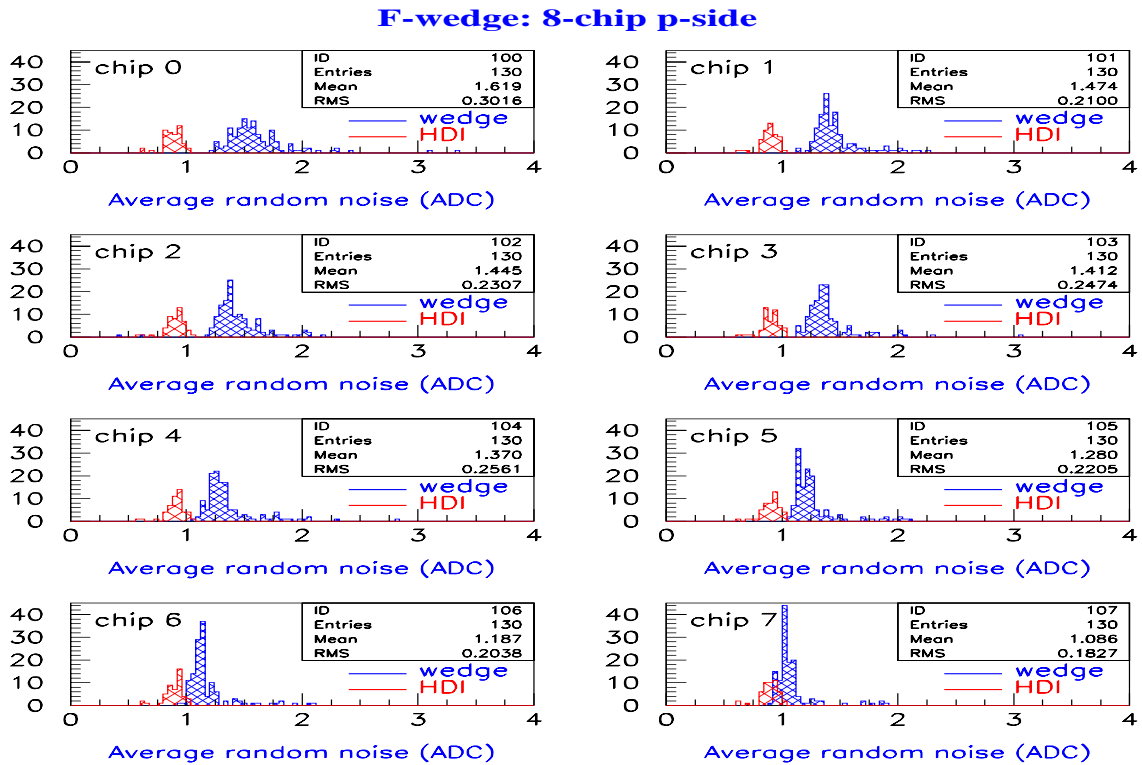 F-wedge: 8-chip p-side
chip 0
ID 100
Entries 130
Mean 1.619
RMS 0.3016
wedge
HDI
40
30
20
10
0
0 1 2 3 4
Average random noise (ADC)
chip 1
ID 101
Entries 130
Mean 1.474
RMS 0.2100
wedge
HDI
40
30
20
10
0
0 1 2 3 4
Average random noise (ADC)
chip 2
ID 102
Entries 130
Mean 1.445
RMS 0.2307
wedge
HDI
40
30
20
10
0
0 1 2 3 4
Average random noise (ADC)
chip 3
ID 103
Entries 130
Mean 1.412
RMS 0.2474
wedge
HDI
40
30
20
10
0
0 1 2 3 4
Average random noise (ADC)
chip 4
ID 104
Entries 130
Mean 1.370
RMS 0.2561
wedge
HDI
40
30
20
10
0
0 1 2 3 4
Average random noise (ADC)
chip 5
ID 105
Entries 130
Mean 1.280
RMS 0.2205
wedge
HDI
40
30
20
10
0
0 1 2 3 4
Average random noise (ADC)
chip 6
ID 106
Entries 130
Mean 1.187
RMS 0.2038
wedge
HDI
40
30
20
10
0
0 1 2 3 4
Average random noise (ADC)
chip 7
ID 107
Entries 130
Mean 1.086
RMS 0.1827
wedge
HDI
40
30
20
10
0
0 1 2 3 4
Average random noise (ADC)